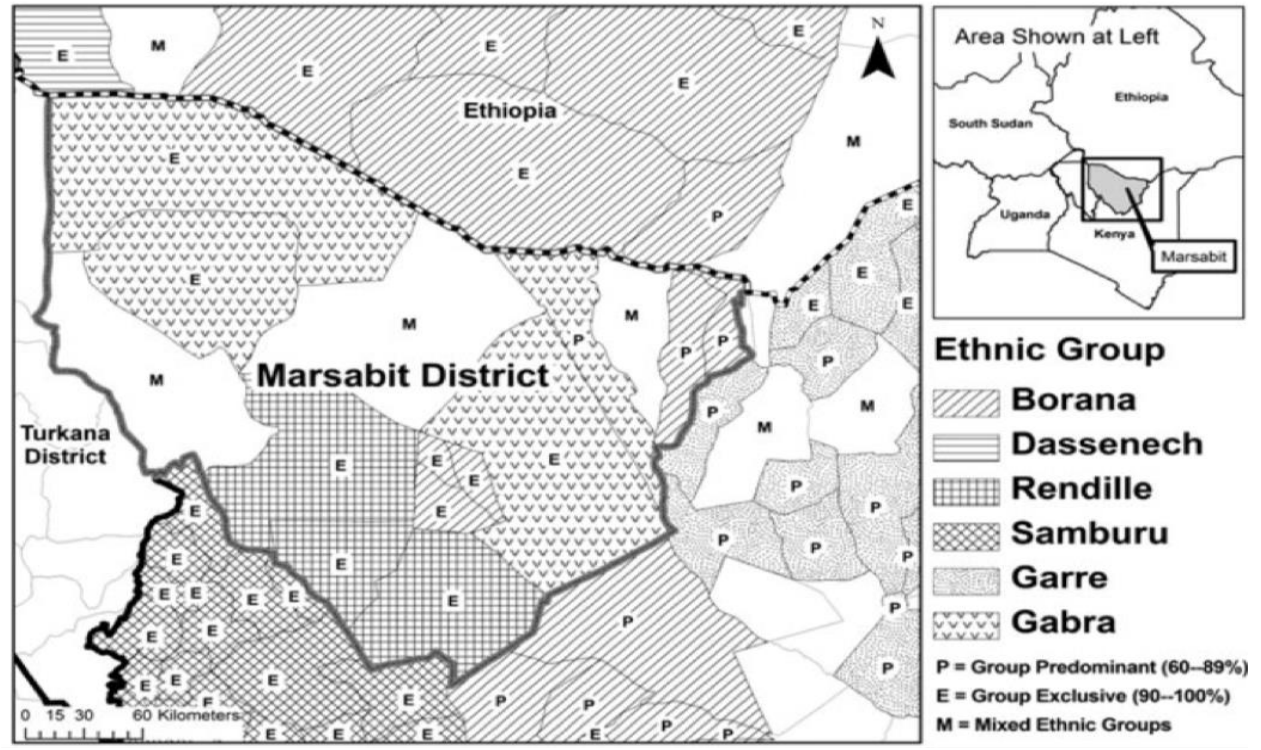 E
M
E
E
E
E
N
Area Shown at Left
Ethiopia
South Sudan
Uganda
Kenya
Marsabit
Ethiopia
M
E
E
P
E
E
E
E
E
M
M
P
P
P
P
M
Marsabit District
Turkana
District
M
P
M
M
E
E
E
E
E
P
P
E
P
P
P
E
E
P
E
E
E
E
E
P
P
E
E
P
E
E
E
P
E
E
P
P
P
E
E
E
P
P
0 15 30 60 Kilometers
Ethnic Group
Borana
Dassenech
Rendille
Samburu
Garre
Gabra
P = Group Predominant (60--89%)
E = Group Exclusive (90--100%)
M = Mixed Ethnic Groups